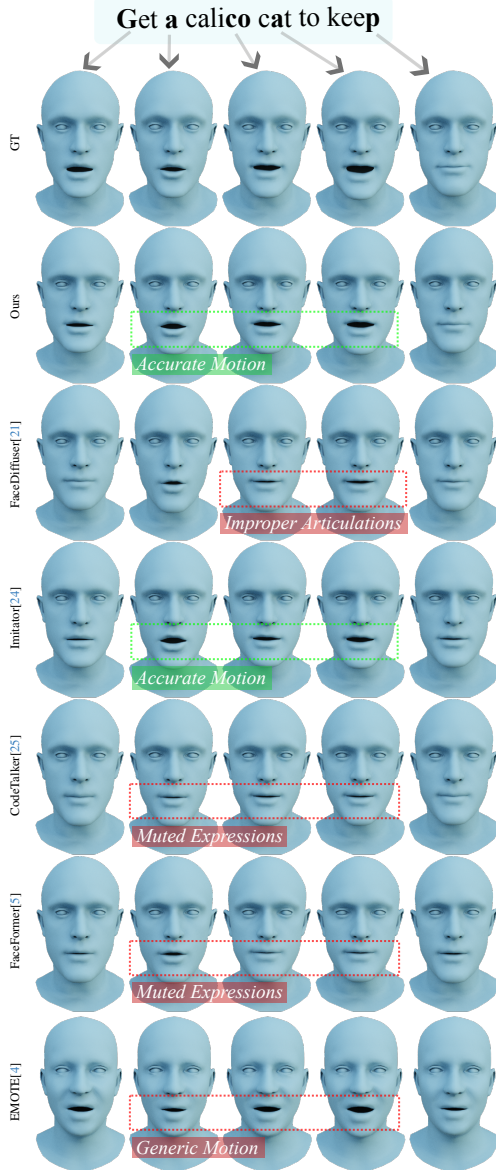 Get a calico cat to keep
GT
Ours
Accurate Motion
FaceDiffuser[21]
Improper Articulations
Imitator[24]
Accurate Motion
CodeTalker[25]
Muted Expressions
FaceFormer[5]
Muted Expressions
EMOTE[4]
Generic Motion